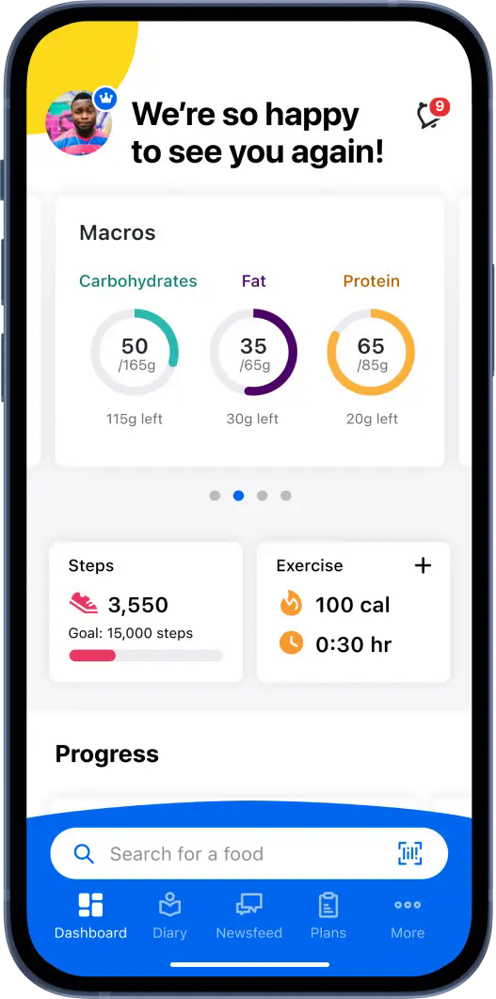 We're so happy
to see you again!
9
Macros
Carbohydrates
Fat
Protein
50
/165g
35
/65g
65
/85g
115g left
30g left
20g left
Steps
3,550
Goal: 15,000 steps
Exercise
100 cal
0:30 hr
Progress
Search for a food
Dashboard
Diary
Newsfeed
Plans
More